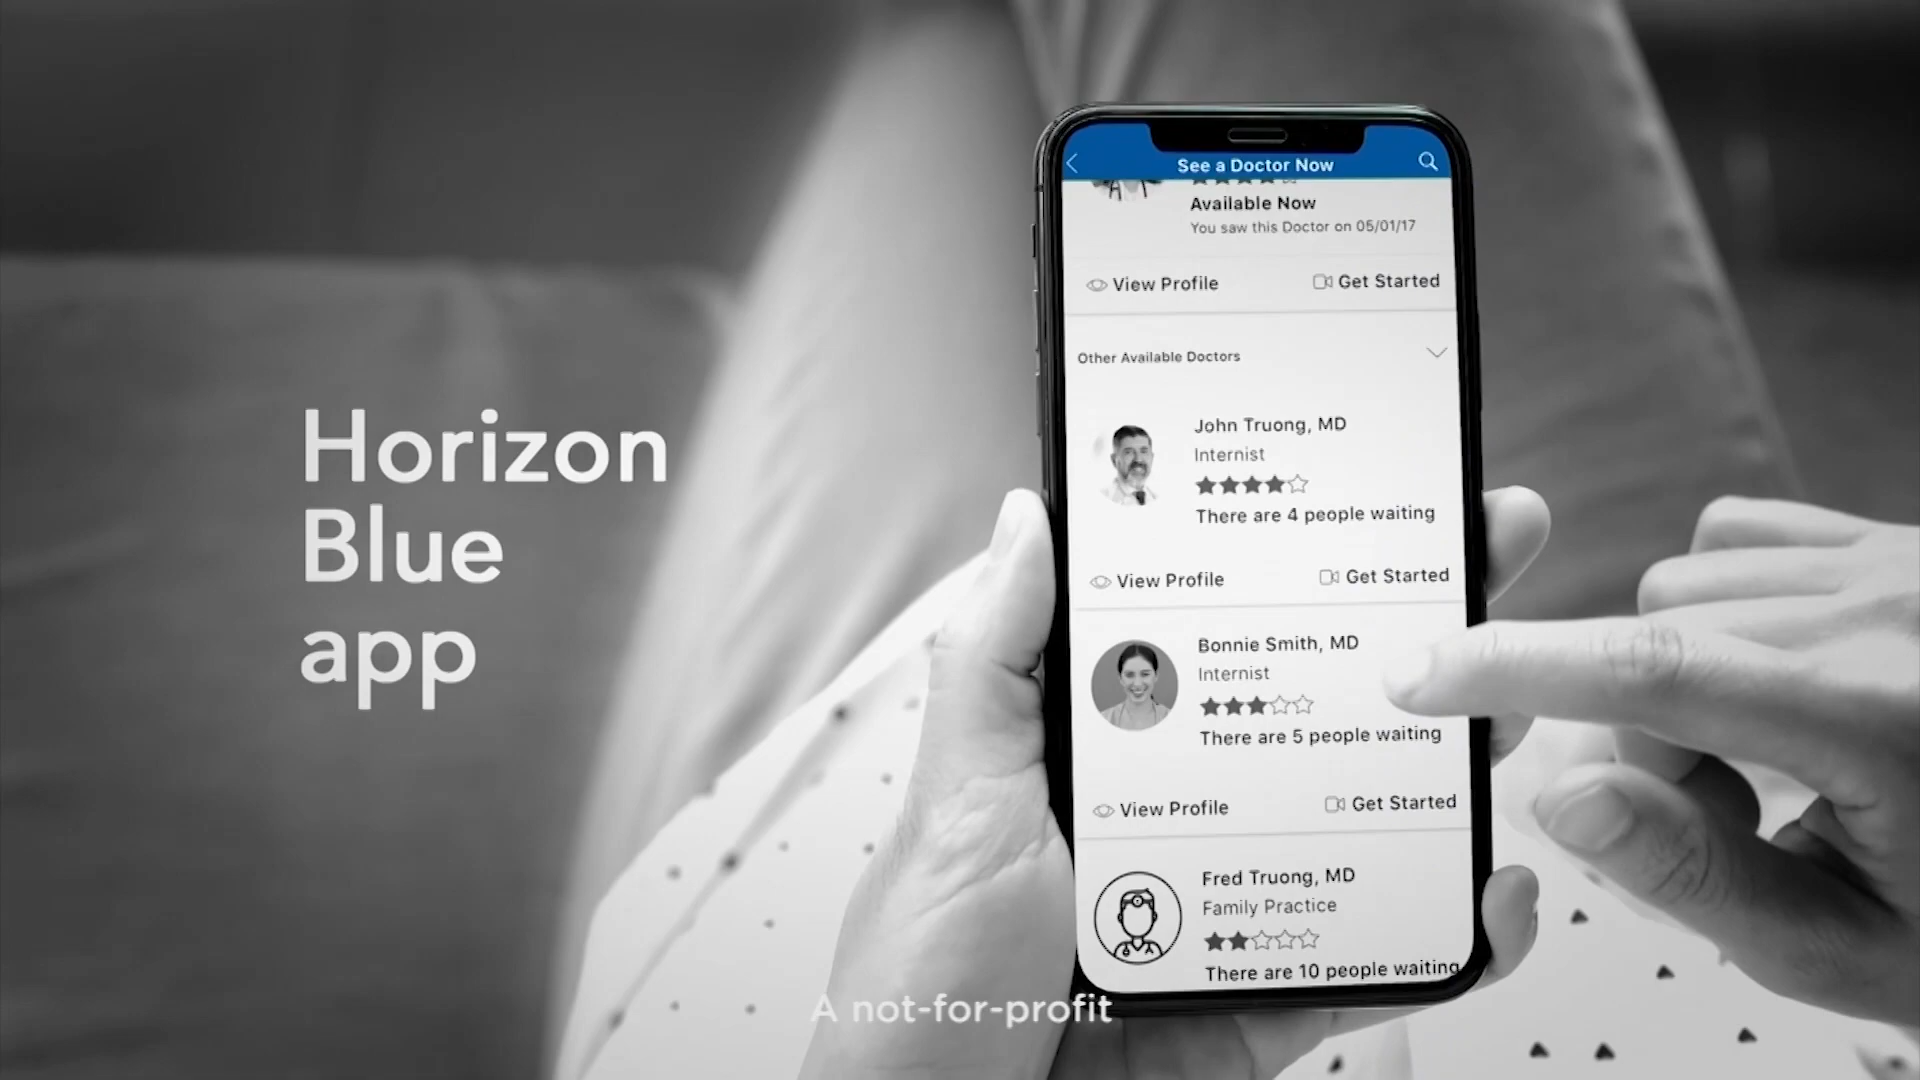 Horizon
Blue
app
See a Doctor Now
Available Now
You saw this Doctor on 05/01/17
View Profile
Get Started
Other Available Doctors
John Truong, MD
Internist
There are 4 people waiting
View Profile
Get Started
Bonnie Smith, MD
Internist
There are 5 people waiting
View Profile
Get Started
Fred Truong, MD
Family Practice
There are 10 people waiting
A not-for-profit